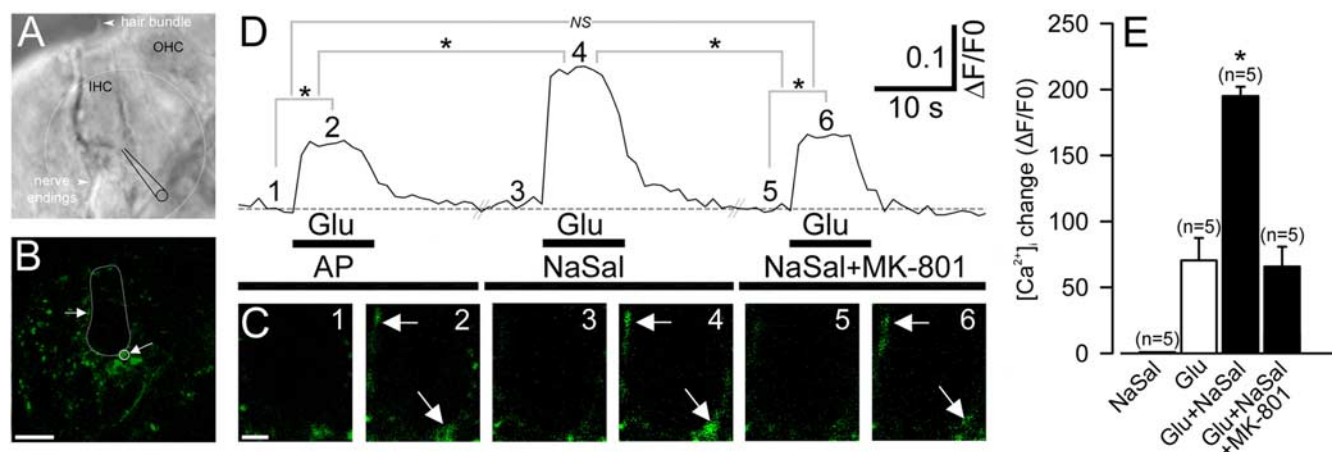 A
hair bundle
OHC
IHC
nerve
endings
B
D
NS
*
*
*
*
1
2
3
4
5
6
0.1
ΔF/F0
10 s
Glu
Glu
Glu
AP
NaSal
NaSal+MK-801
C
1
2
3
4
5
6
E
[Ca²⁺]ᵢ change (ΔF/F0)
250
200
150
100
50
0
(n=5)
(n=5)
*
(n=5)
(n=5)
NaSal
Glu
Glu+NaSal
Glu+NaSal
+MK-801